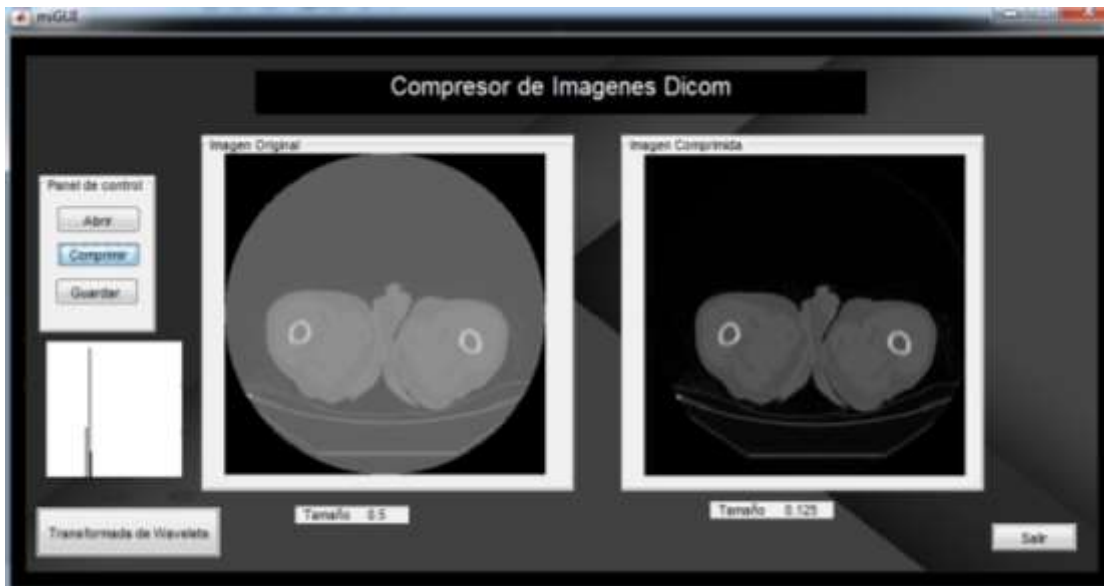 miGUI
Compresor de Imagenes Dicom
Imagen Original
Imagen Comprimida
Panel de control
Abrir
Comprimir
Guardar
Tamaño 0.5
Tamaño 0.125
Transformada de Wavelets
Salir